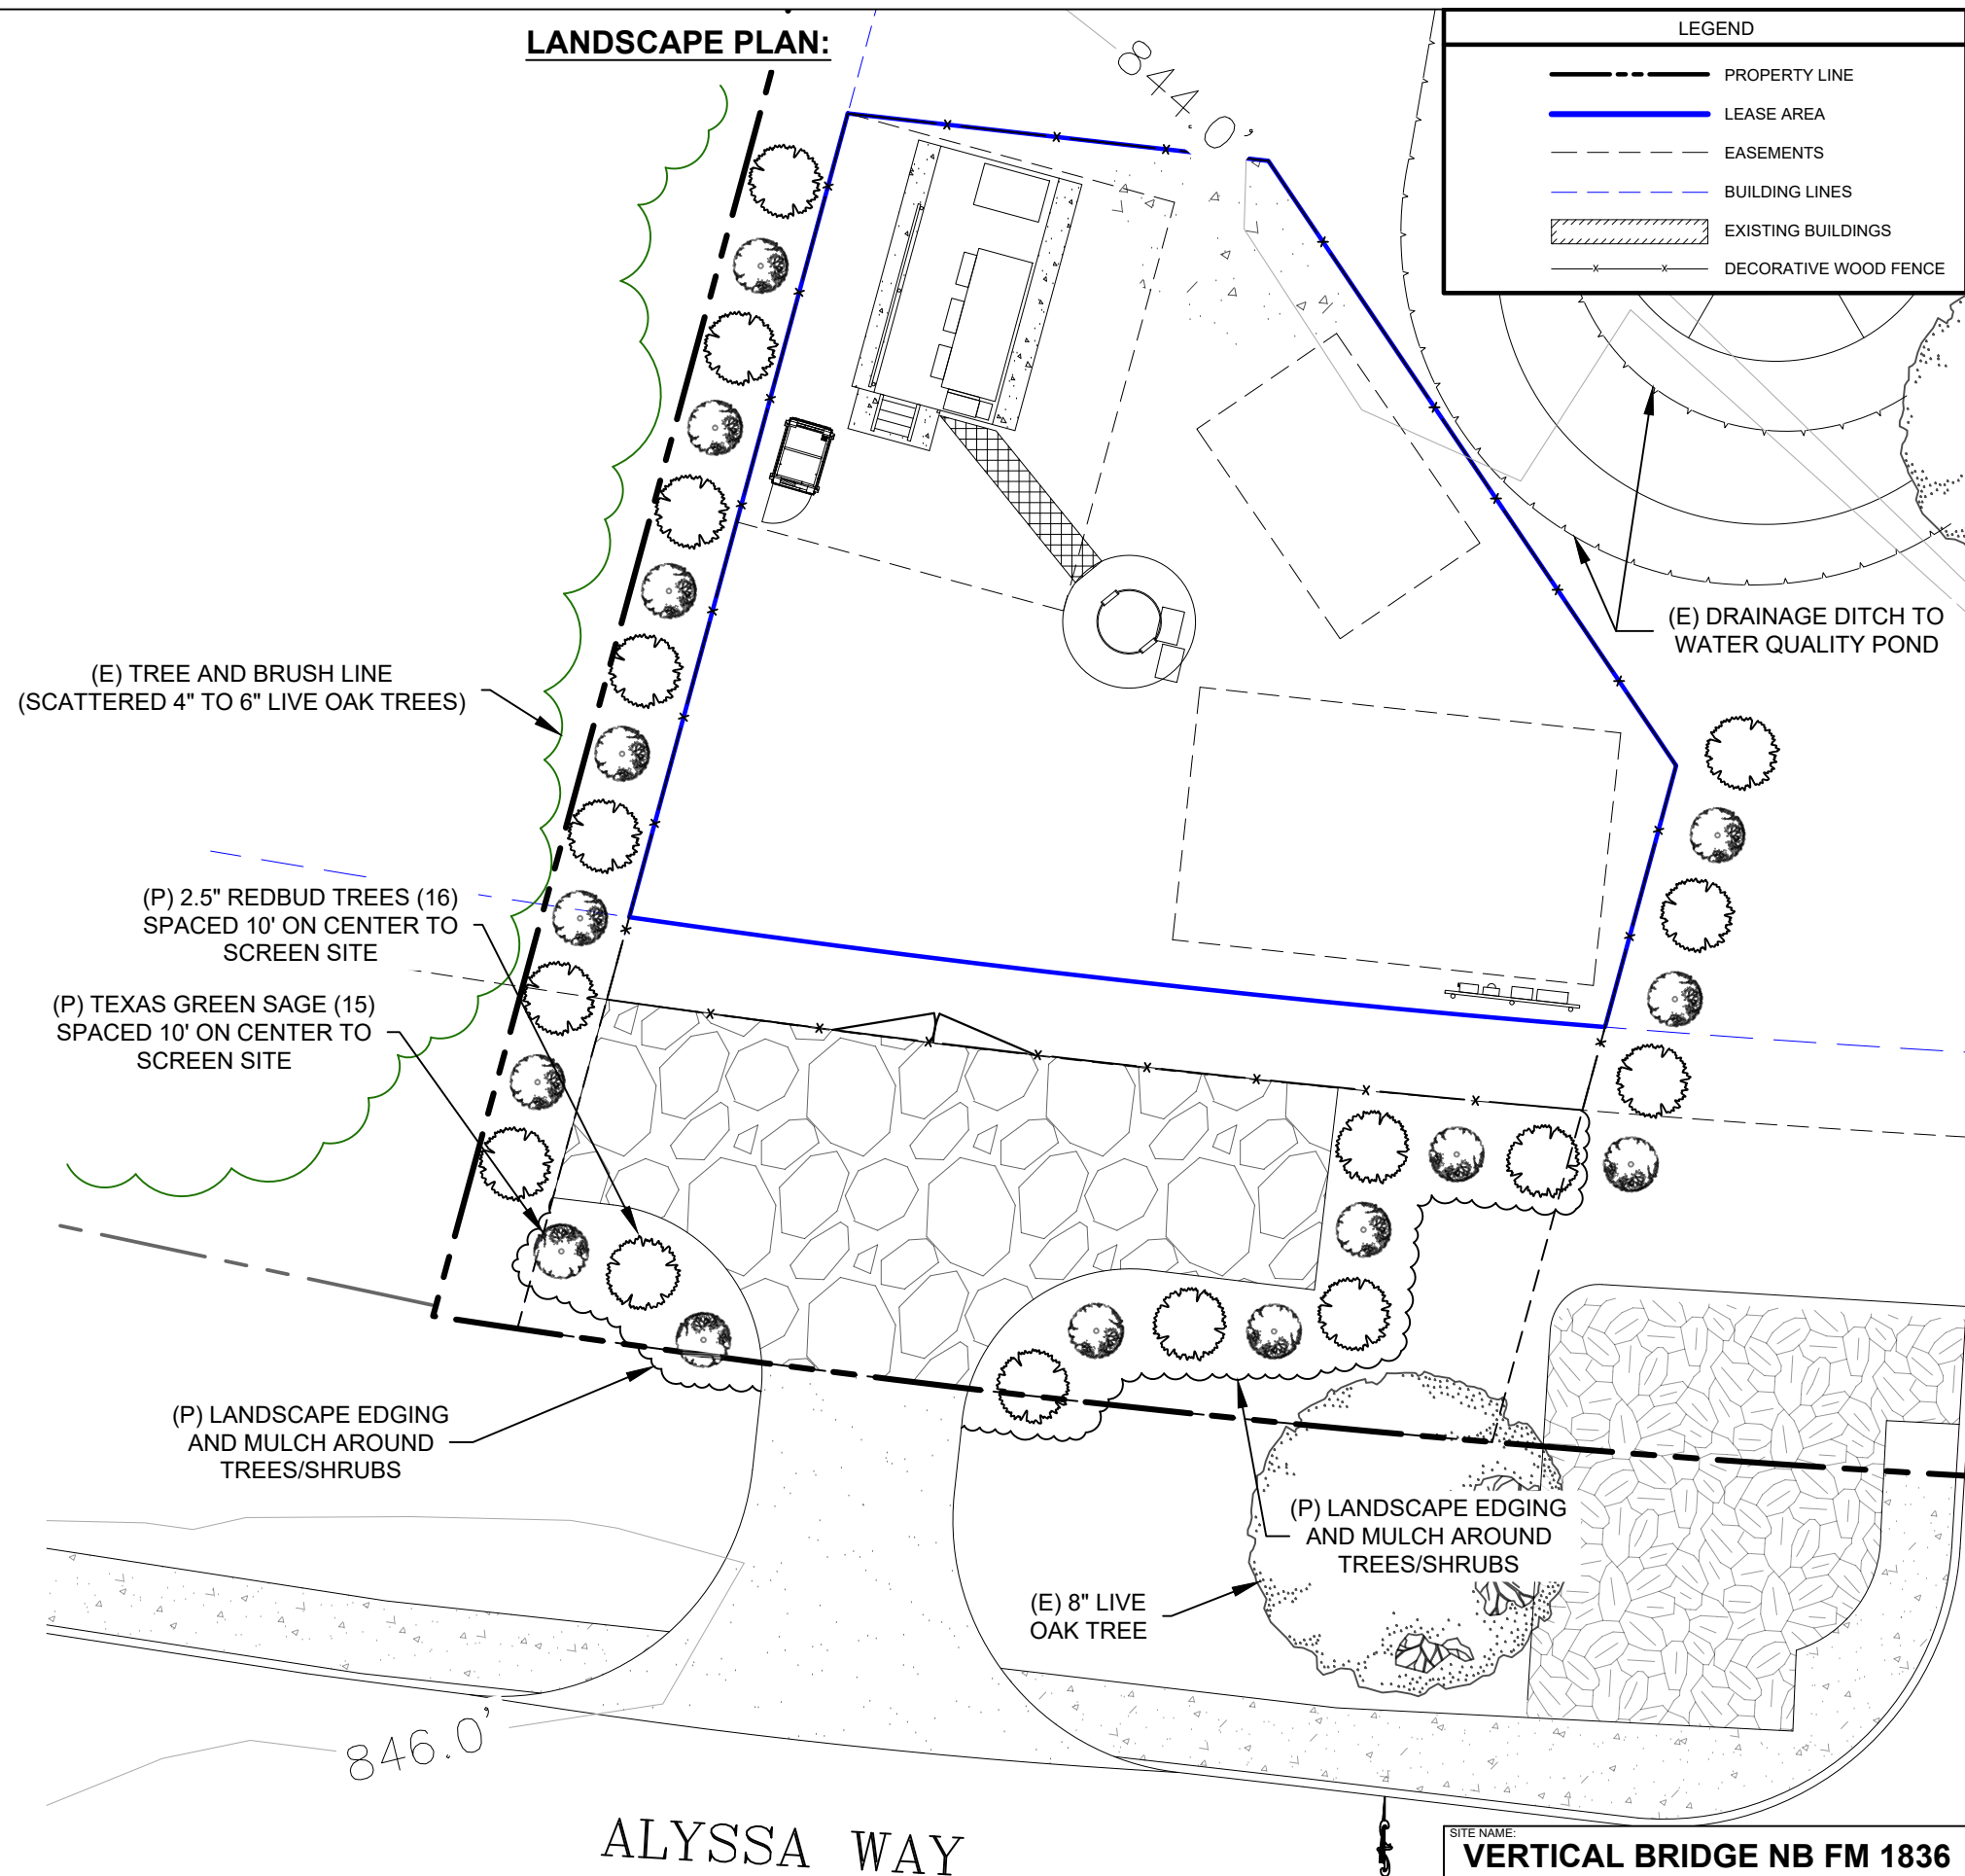 LANDSCAPE PLAN:
844.0'
LEGEND
PROPERTY LINE
LEASE AREA
EASEMENTS
BUILDING LINES
EXISTING BUILDINGS
DECORATIVE WOOD FENCE
(E) DRAINAGE DITCH TO
WATER QUALITY POND
(E) TREE AND BRUSH LINE
(SCATTERED 4" TO 6" LIVE OAK TREES)
(P) 2.5" REDBUD TREES (16)
SPACED 10' ON CENTER TO
SCREEN SITE
(P) TEXAS GREEN SAGE (15)
SPACED 10' ON CENTER TO
SCREEN SITE
(P) LANDSCAPE EDGING
AND MULCH AROUND
TREES/SHRUBS
(P) LANDSCAPE EDGING
AND MULCH AROUND
TREES/SHRUBS
(E) 8" LIVE
OAK TREE
846.0'
ALYSSA WAY
SITE NAME:
VERTICAL BRIDGE NB FM 1836